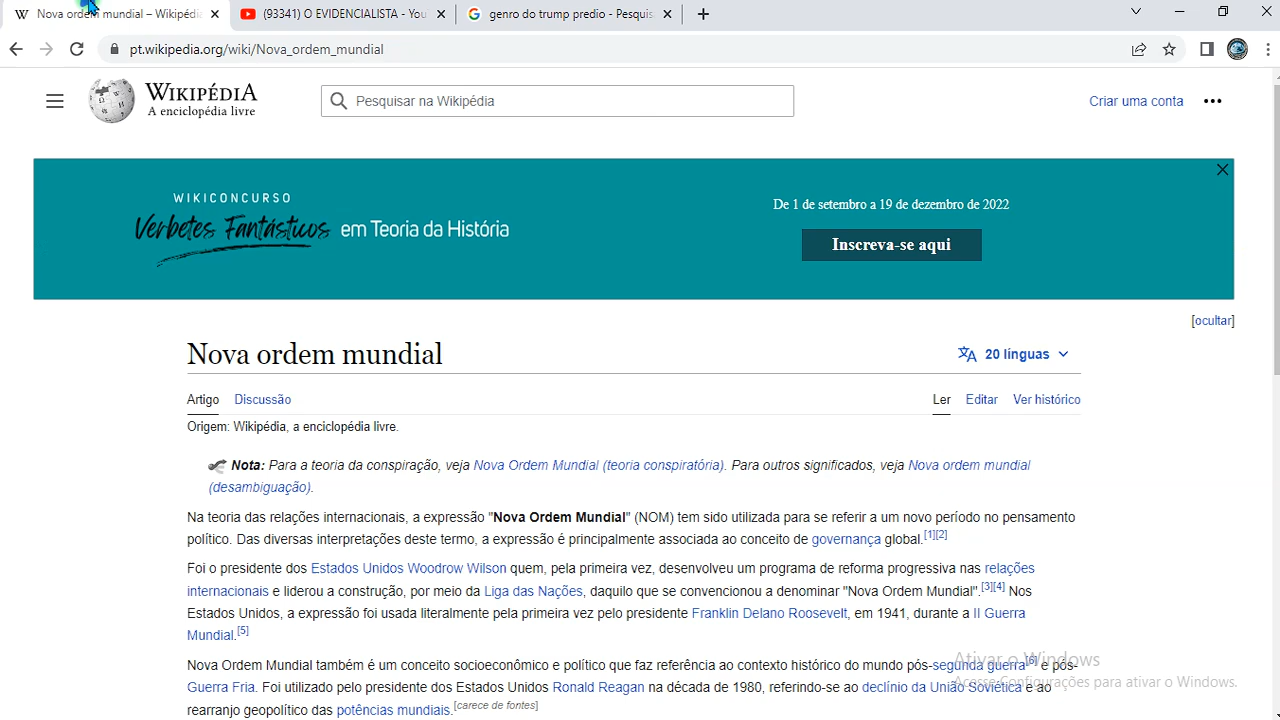 Nova ordem mundial – Wikipédi
(93341) O EVIDENCIALISTA - You
genro do trump predio - Pesquis
pt.wikipedia.org/wiki/Nova_ordem_mundial
WIKIPÉDIA
A enciclopédia livre
Pesquisar na Wikipédia
Criar uma conta
WIKICONCURSO
Verbetes Fantásticos em Teoria da História
De 1 de setembro a 19 de dezembro de 2022
Inscreva-se aqui
[ocultar]
Nova ordem mundial
20 línguas
Artigo Discussão
Ler Editar Ver histórico
Origem: Wikipédia, a enciclopédia livre.
Nota: Para a teoria da conspiração, veja Nova Ordem Mundial (teoria conspiratória). Para outros significados, veja Nova ordem mundial
(desambiguação).
Na teoria das relações internacionais, a expressão "Nova Ordem Mundial" (NOM) tem sido utilizada para se referir a um novo período no pensamento
político. Das diversas interpretações deste termo, a expressão é principalmente associada ao conceito de governança global.[1][2]
Foi o presidente dos Estados Unidos Woodrow Wilson quem, pela primeira vez, desenvolveu um programa de reforma progressiva nas relações
internacionais e liderou a construção, por meio da Liga das Nações, daquilo que se convencionou a denominar "Nova Ordem Mundial".[3][4] Nos
Estados Unidos, a expressão foi usada literalmente pela primeira vez pelo presidente Franklin Delano Roosevelt, em 1941, durante a II Guerra
Mundial.[5]
Nova Ordem Mundial também é um conceito socioeconômico e político que faz referência ao contexto histórico do mundo pós-segunda guerra[6] e pós-
Guerra Fria. Foi utilizado pelo presidente dos Estados Unidos Ronald Reagan na década de 1980, referindo-se ao declínio da União Soviética e ao
rearranjo geopolítico das potências mundiais.[carece de fontes]
Ativar o Windows
Acesse Configurações para ativar o Windows.